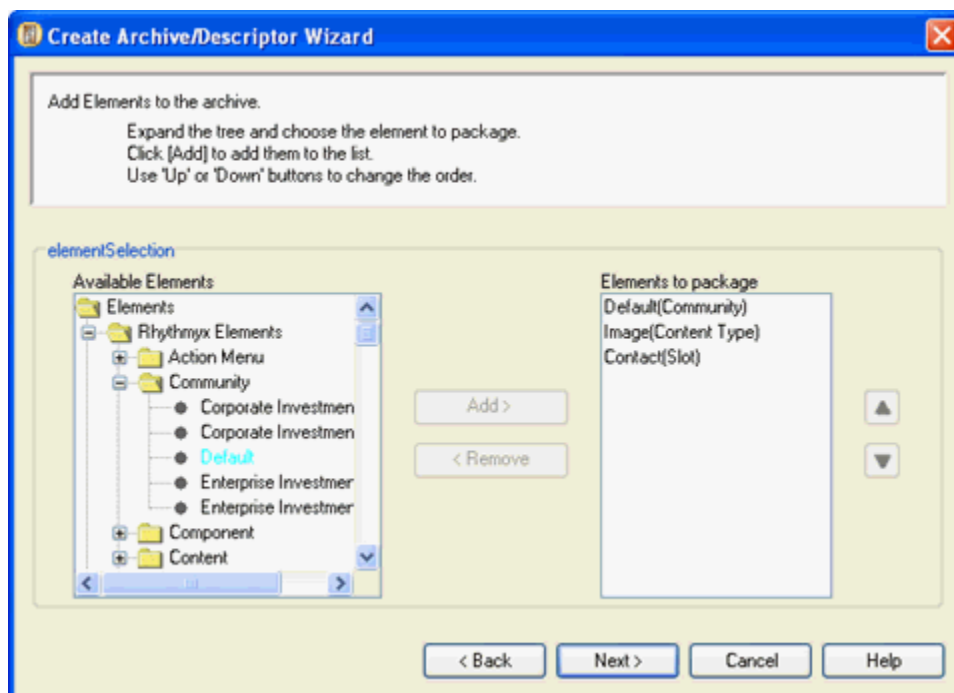 Create Archive/Descriptor Wizard
Add Elements to the archive.
Expand the tree and choose the element to package.
Click [Add] to add them to the list.
Use 'Up' or 'Down' buttons to change the order.
elementSelection
Available Elements
Elements
Rhythmyx Elements
Action Menu
Community
Corporate Investmen
Corporate Investmen
Default
Enterprise Investmer
Enterprise Investmer
Component
Content
Add >
< Remove
Elements to package
Default(Community)
Image(Content Type)
Contact(Slot)
< Back
Next >
Cancel
Help